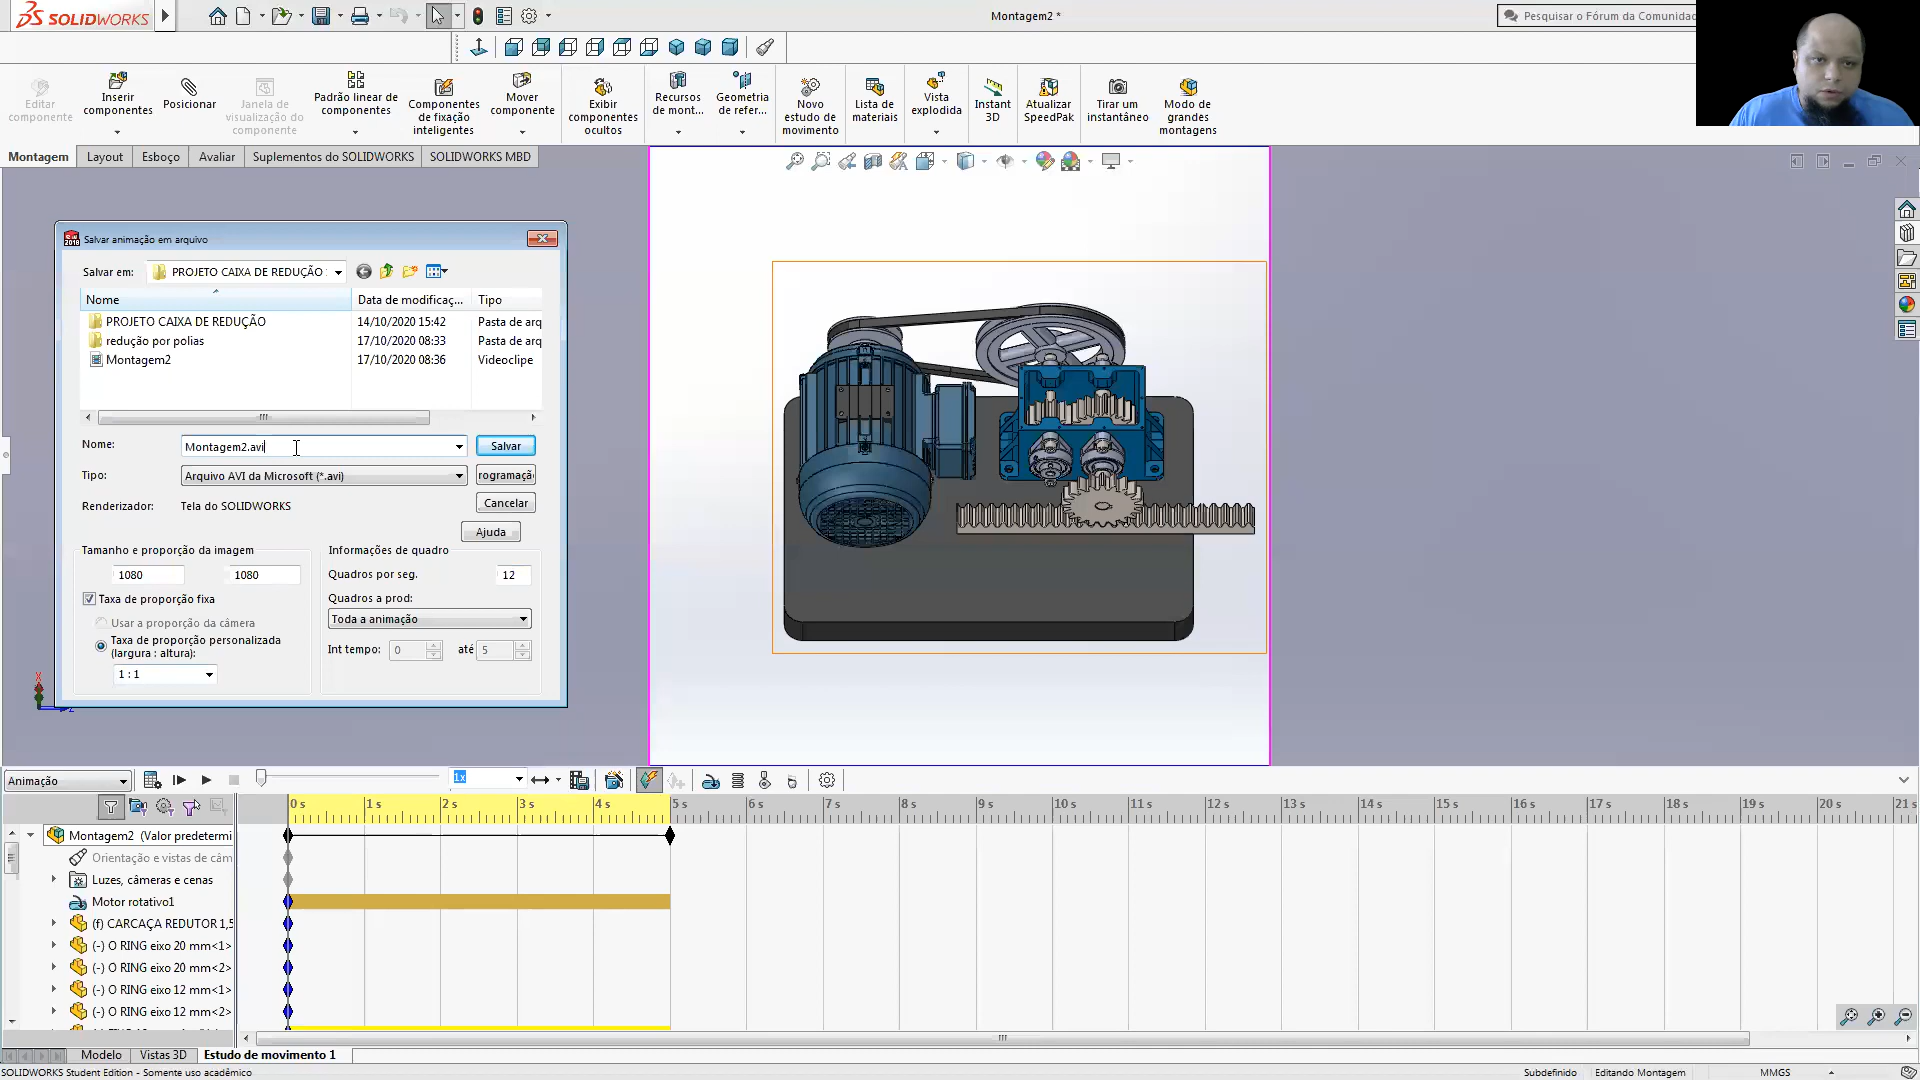 SOLIDWORKS
Montagem2 *
Pesquisar o Fórum da Comunidad
Editar componente
Inserir componentes
Posicionar
Janela de visualização do componente
Padrão linear de componentes
Componentes de fixação inteligentes
Mover componente
Exibir componentes ocultos
Recursos de mont...
Geometria de refer...
Novo estudo de movimento
Lista de materiais
Vista explodida
Instant 3D
Atualizar SpeedPak
Tirar um instantâneo
Modo de grandes montagens
Montagem
Layout
Esboço
Avaliar
Suplementos do SOLIDWORKS
SOLIDWORKS MBD
Salvar animação em arquivo
Salvar em:
PROJETO CAIXA DE REDUÇÃO
Nome
Data de modificaç...
Tipo
PROJETO CAIXA DE REDUÇÃO
14/10/2020 15:42
Pasta de arq
redução por polias
17/10/2020 08:33
Pasta de arq
Montagem2
17/10/2020 08:36
Videoclipe
Nome:
Montagem2.avi
Salvar
Tipo:
Arquivo AVI da Microsoft (*.avi)
rogramaçã
Renderizador:
Tela do SOLIDWORKS
Cancelar
Ajuda
Tamanho e proporção da imagem
1080
1080
Taxa de proporção fixa
Usar a proporção da câmera
Taxa de proporção personalizada (largura : altura):
1 : 1
Informações de quadro
Quadros por seg.
12
Quadros a prod:
Toda a animação
Int tempo:
0
até
5
Animação
1x
0 s
1 s
2 s
3 s
4 s
5 s
6 s
7 s
8 s
9 s
10 s
11 s
12 s
13 s
14 s
15 s
16 s
17 s
18 s
19 s
20 s
21 s
Montagem2 (Valor predetermi
Orientação e vistas de câm
Luzes, câmeras e cenas
Motor rotativo1
(f) CARCAÇA REDUTOR 1,5
(-) O RING eixo 20 mm<1>
(-) O RING eixo 20 mm<2>
(-) O RING eixo 12 mm<1>
(-) O RING eixo 12 mm<2>
Modelo
Vistas 3D
Estudo de movimento 1
SOLIDWORKS Student Edition - Somente uso acadêmico
Subdefinido
Editando Montagem
MMGS